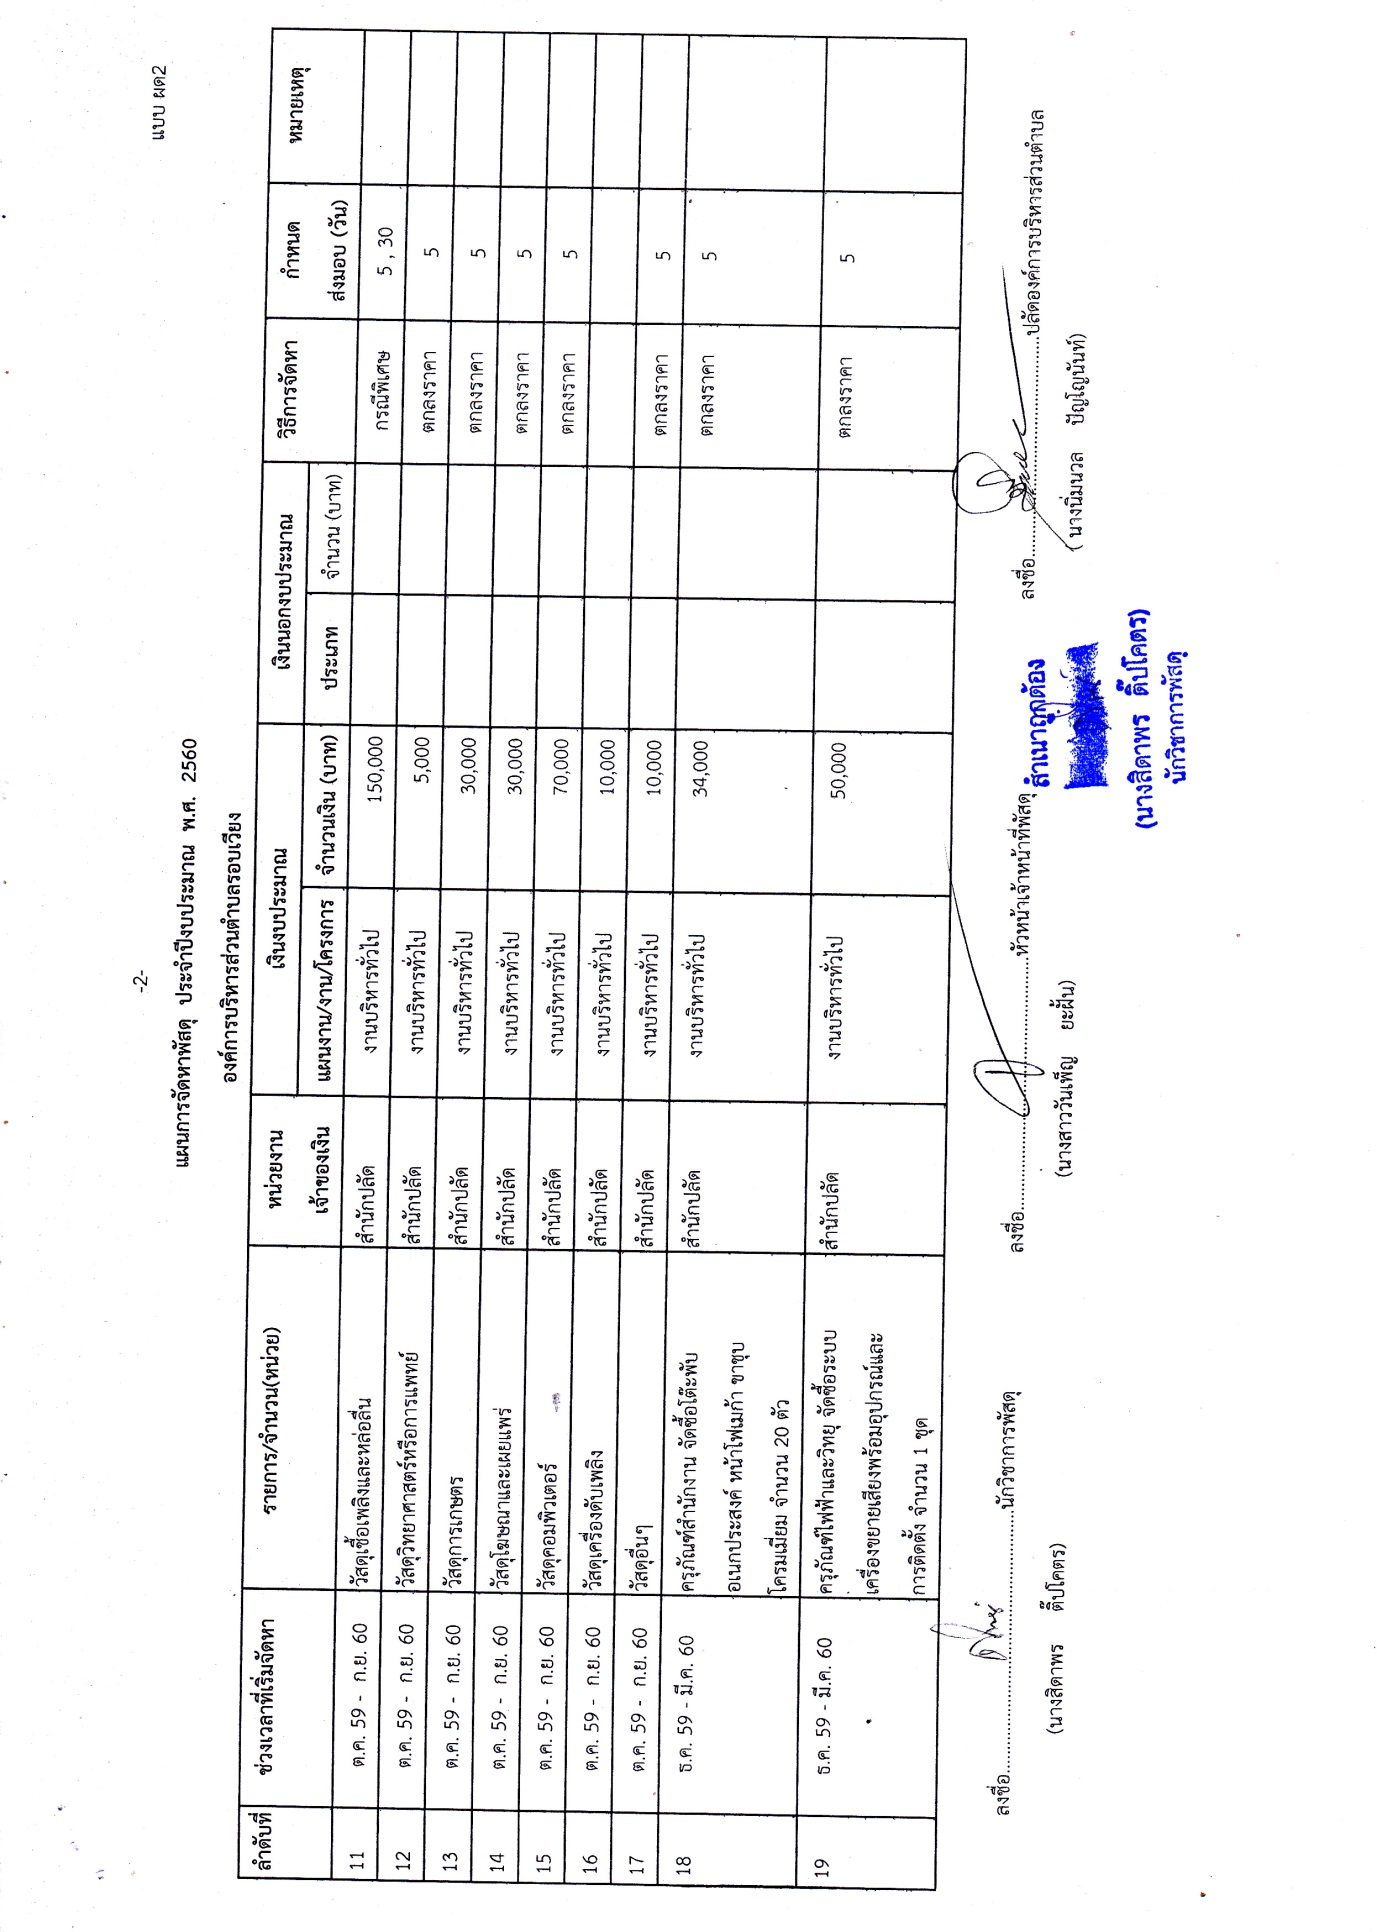 แบบ ผด2
-2-
แผนการจัดหาพัสดุ ประจำปีงบประมาณ พ.ศ. 2560
องค์การบริหารส่วนตำบลรอบเวียง
ลำดับที่ ช่วงเวลาที่เริ่มจัดหา รายการ/จำนวน(หน่วย) หน่วยงาน เงินงบประมาณ เงินนอกงบประมาณ วิธีการจัดหา กำหนด หมายเหตุ
เจ้าของเงิน แผนงาน/งาน/โครงการ จำนวนเงิน (บาท) ประเภท จำนวน (บาท) ส่งมอบ (วัน)
11 ต.ค. 59 - ก.ย. 60 วัสดุเชื้อเพลิงและหล่อลื่น สำนักปลัด งานบริหารทั่วไป 150,000 กรณีพิเศษ 5 , 30
12 ต.ค. 59 - ก.ย. 60 วัสดุวิทยาศาสตร์หรือการแพทย์ สำนักปลัด งานบริหารทั่วไป 5,000 ตกลงราคา 5
13 ต.ค. 59 - ก.ย. 60 วัสดุการเกษตร สำนักปลัด งานบริหารทั่วไป 30,000 ตกลงราคา 5
14 ต.ค. 59 - ก.ย. 60 วัสดุโฆษณาและเผยแพร่ สำนักปลัด งานบริหารทั่วไป 30,000 ตกลงราคา 5
15 ต.ค. 59 - ก.ย. 60 วัสดุคอมพิวเตอร์ สำนักปลัด งานบริหารทั่วไป 70,000 ตกลงราคา 5
16 ต.ค. 59 - ก.ย. 60 วัสดุเครื่องดับเพลิง สำนักปลัด งานบริหารทั่วไป 10,000
17 ต.ค. 59 - ก.ย. 60 วัสดุอื่นๆ สำนักปลัด งานบริหารทั่วไป 10,000 ตกลงราคา 5
18 ธ.ค. 59 - มี.ค. 60 ครุภัณฑ์สำนักงาน จัดซื้อโต๊ะพับ สำนักปลัด งานบริหารทั่วไป 34,000 ตกลงราคา 5
อเนกประสงค์ หน้าโฟเมก้า ขาชุบ
โครมเมี่ยม จำนวน 20 ตัว
19 ธ.ค. 59 - มี.ค. 60 ครุภัณฑ์ไฟฟ้าและวิทยุ จัดซื้อระบบ สำนักปลัด งานบริหารทั่วไป 50,000 ตกลงราคา 5
เครื่องขยายเสียงพร้อมอุปกรณ์และ
การติดตั้ง จำนวน 1 ชุด
ลงชื่อ............................................นักวิชาการพัสดุ
(นางสิดาพร ติ๊ปโคตร)
ลงชื่อ............................................หัวหน้าเจ้าหน้าที่พัสดุ
(นางสาววันเพ็ญ ยะฝั้น)
สำเนาถูกต้อง
(นางสิดาพร ติ๊ปโคตร)
นักวิชาการพัสดุ
ลงชื่อ............................................ปลัดองค์การบริหารส่วนตำบล
( นางนิ่มนวล ปัญโญนันท์)